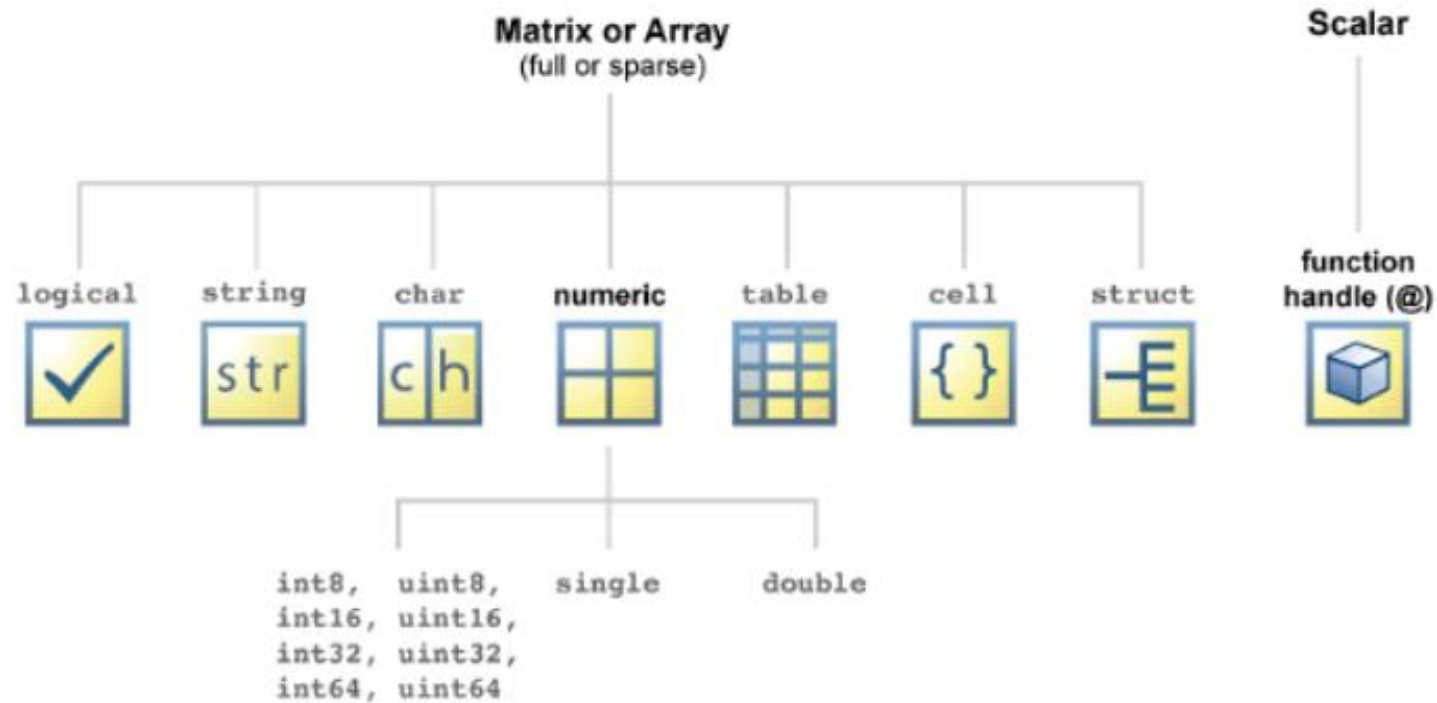 Matrix or Array
(full or sparse)
Scalar
logical
string
char
numeric
table
cell
struct
function
handle (@)
str
c h
{ }
int8, uint8,
int16, uint16,
int32, uint32,
int64, uint64
single
double